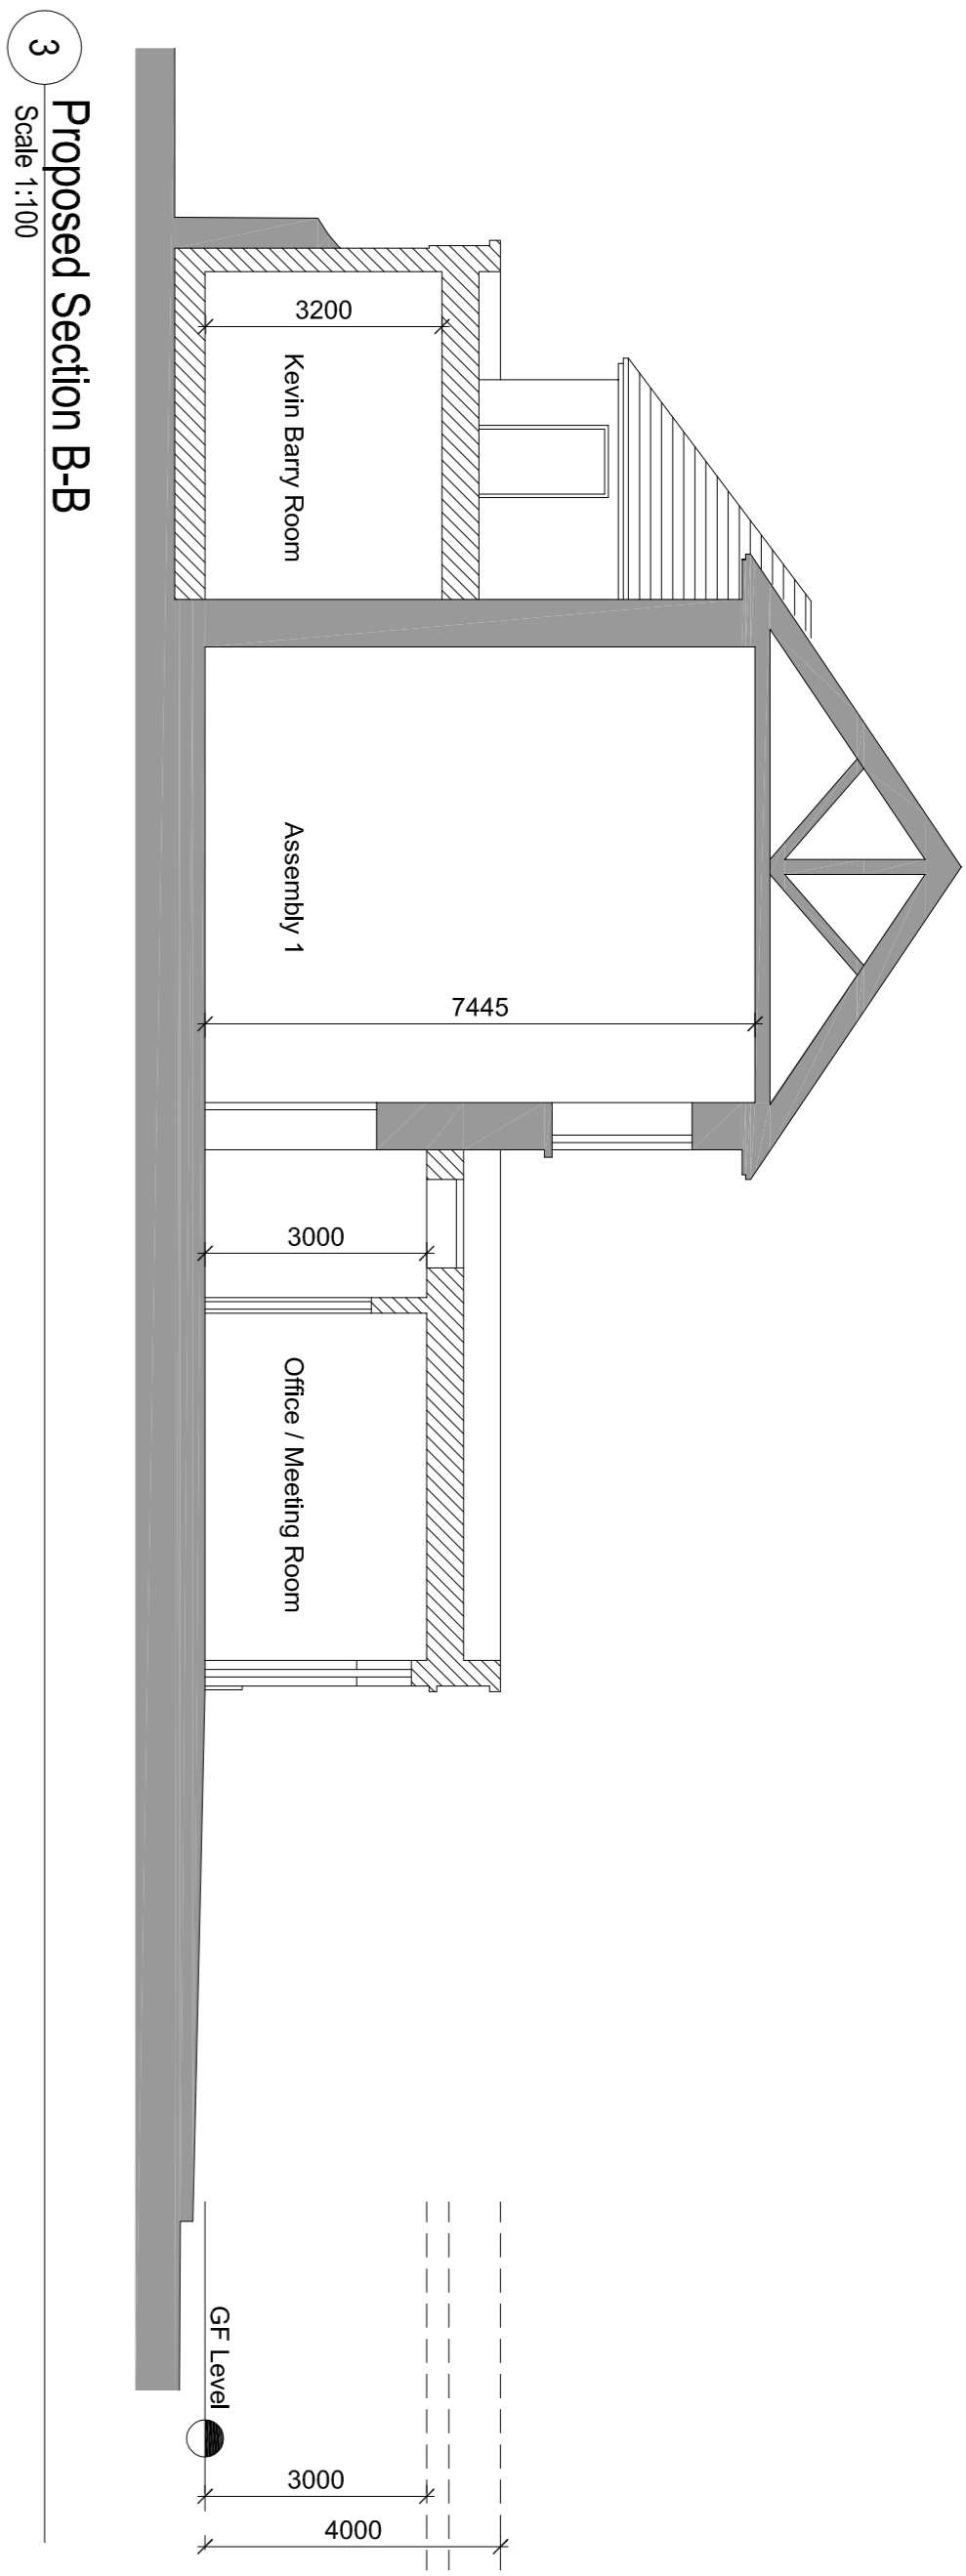 3200
Kevin Barry Room
Assembly 1
7445
3000
Office / Meeting Room
GF Level
3000
4000
3
Proposed Section B-B
Scale 1:100